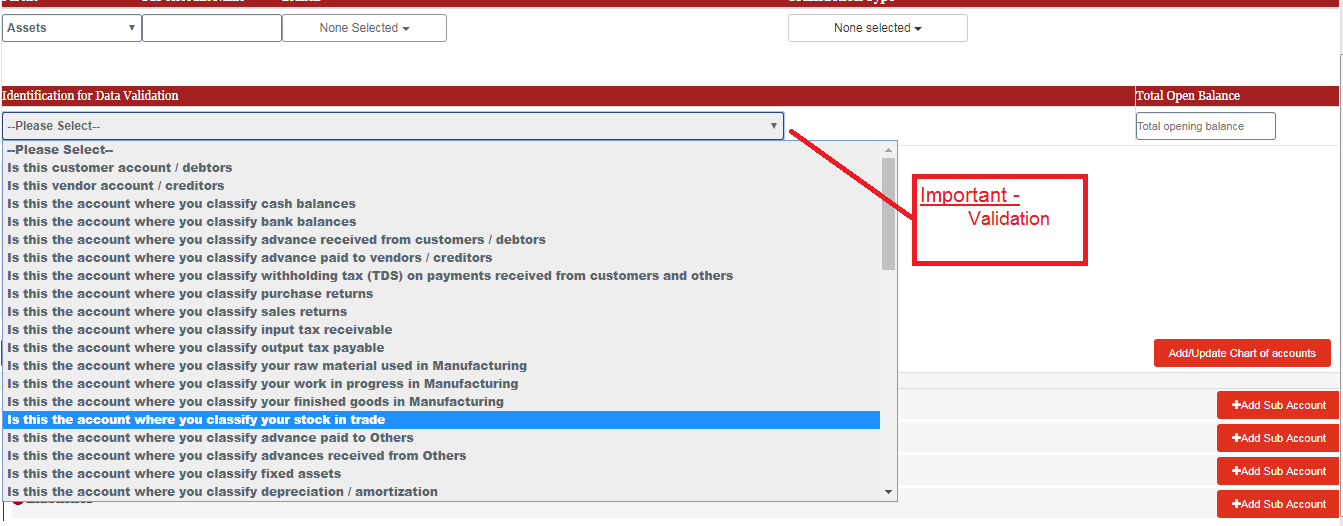 Assets
None Selected
None selected
Identification for Data Validation
Total Open Balance
--Please Select--
Total opening balance
--Please Select--
Is this customer account / debtors
Is this vendor account / creditors
Is this the account where you classify cash balances
Is this the account where you classify bank balances
Is this the account where you classify advance received from customers / debtors
Is this the account where you classify advance paid to vendors / creditors
Is this the account where you classify withholding tax (TDS) on payments received from customers and others
Is this the account where you classify purchase returns
Is this the account where you classify sales returns
Is this the account where you classify input tax receivable
Is this the account where you classify output tax payable
Is this the account where you classify your raw material used in Manufacturing
Is this the account where you classify your work in progress in Manufacturing
Is this the account where you classify your finished goods in Manufacturing
Is this the account where you classify your stock in trade
Is this the account where you classify advance paid to Others
Is this the account where you classify advances received from Others
Is this the account where you classify fixed assets
Is this the account where you classify depreciation / amortization
Important -
Validation
Add/Update Chart of accounts
+Add Sub Account
+Add Sub Account
+Add Sub Account
+Add Sub Account